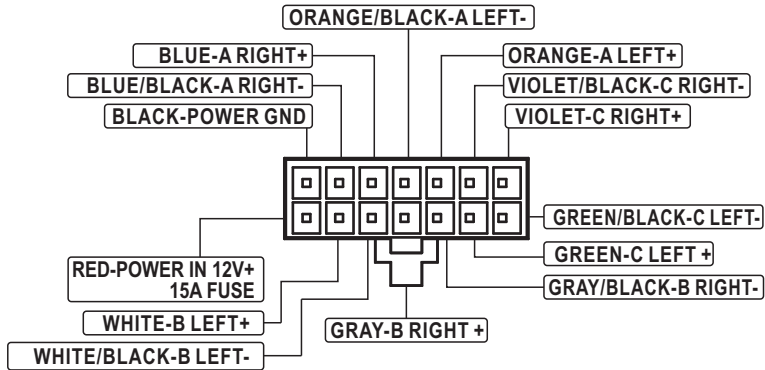 ORANGE/BLACK-A LEFT-
BLUE-A RIGHT+
ORANGE-A LEFT+
BLUE/BLACK-A RIGHT-
VIOLET/BLACK-C RIGHT-
BLACK-POWER GND
VIOLET-C RIGHT+
GREEN/BLACK-C LEFT-
RED-POWER IN 12V+
15A FUSE
GREEN-C LEFT +
GRAY/BLACK-B RIGHT-
WHITE-B LEFT+
GRAY-B RIGHT +
WHITE/BLACK-B LEFT-